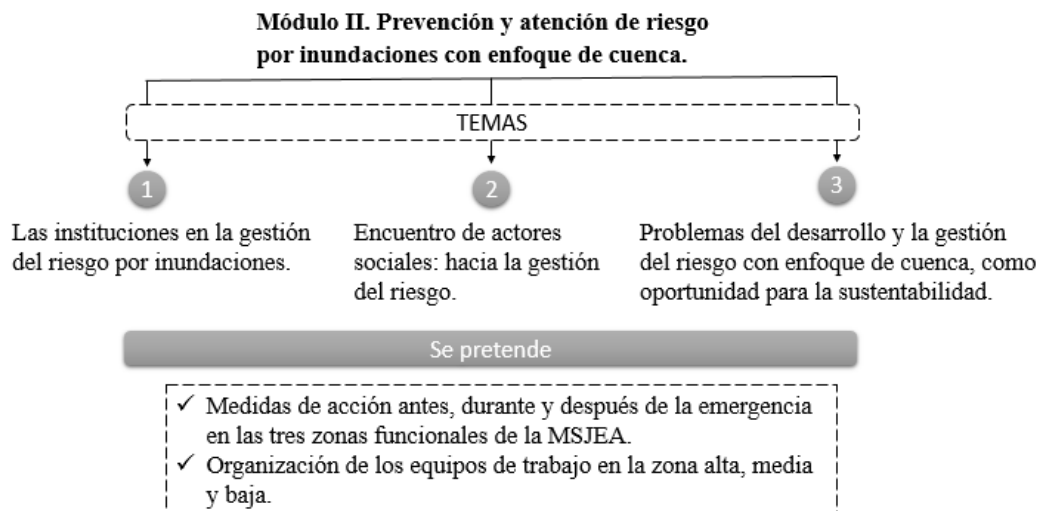 Módulo II. Prevención y atención de riesgo
por inundaciones con enfoque de cuenca.
TEMAS
1
Las instituciones en la gestión
del riesgo por inundaciones.
2
Encuentro de actores
sociales: hacia la gestión
del riesgo.
3
Problemas del desarrollo y la gestión
del riesgo con enfoque de cuenca, como
oportunidad para la sustentabilidad.
Se pretende
✓ Medidas de acción antes, durante y después de la emergencia
en las tres zonas funcionales de la MSJEA.
✓ Organización de los equipos de trabajo en la zona alta, media
y baja.